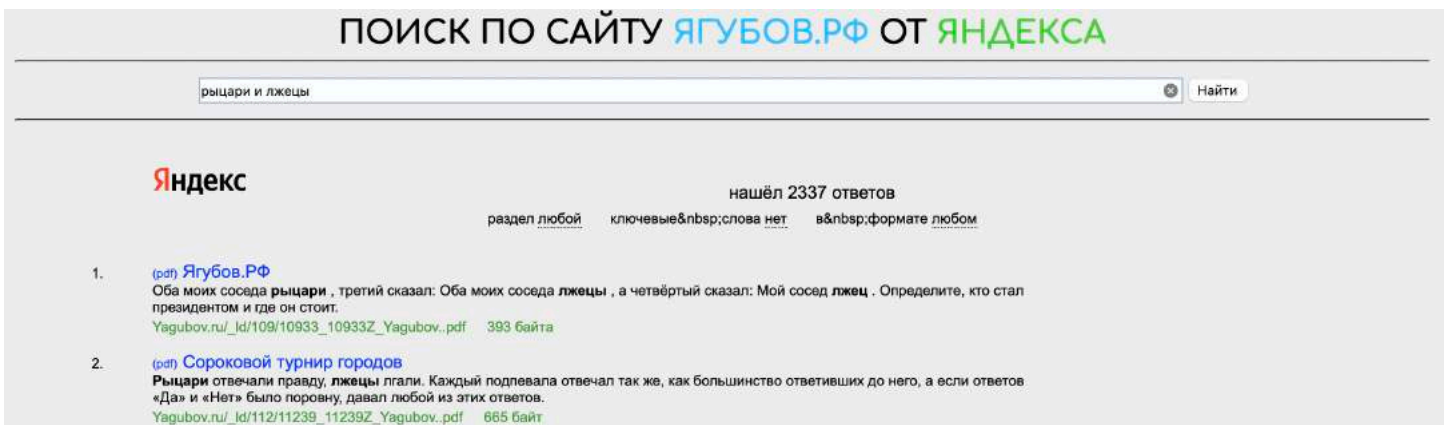 ПОИСК ПО САЙТУ ЯГУБОВ.РФ ОТ ЯНДЕКСА
рыцари и лжецы Найти
Яндекс
нашёл 2337 ответов
раздел любой ключевые&nbsp;слова нет в&nbsp;формате любом
1. (pdf) Ягубов.РФ
Оба моих соседа рыцари , третий сказал: Оба моих соседа лжецы , а четвёртый сказал: Мой сосед лжец . Определите, кто стал
президентом и где он стоит.
Yagubov.ru/_ld/109/10933_10933Z_Yagubov..pdf 393 байта
2. (pdf) Сороковой турнир городов
Рыцари отвечали правду, лжецы лгали. Каждый подпевала отвечал так же, как большинство ответивших до него, а если ответов
«Да» и «Нет» было поровну, давал любой из этих ответов.
Yagubov.ru/_ld/112/11239_11239Z_Yagubov..pdf 665 байт